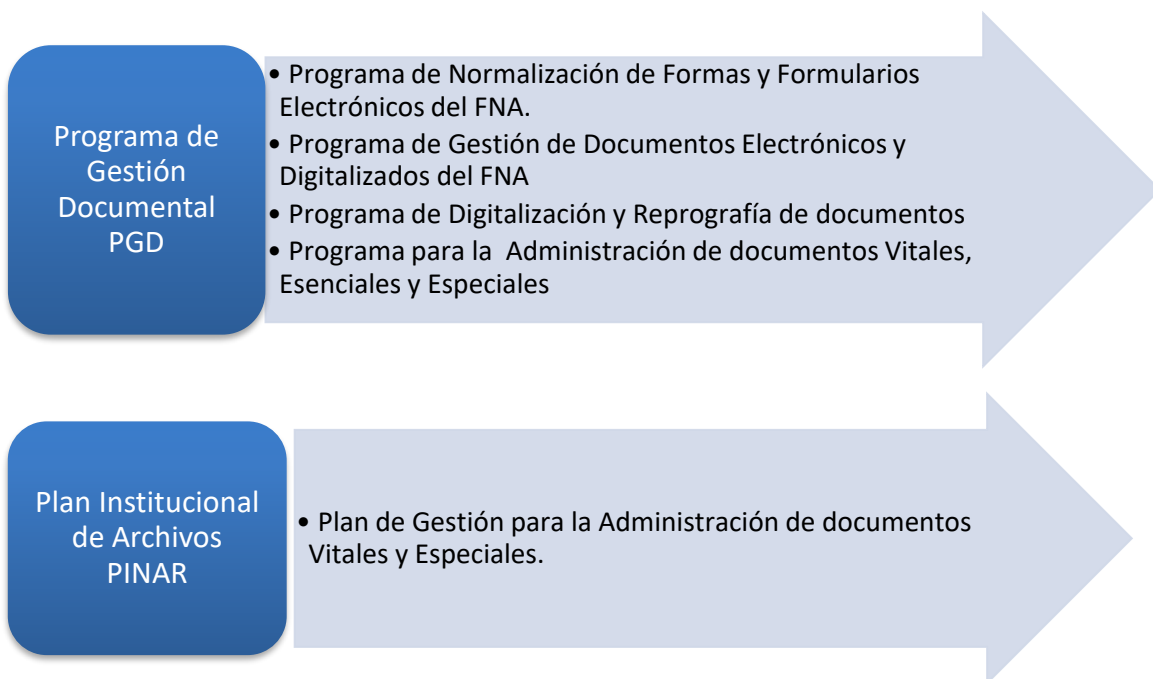 Programa de
Gestión
Documental
PGD
• Programa de Normalización de Formas y Formularios
Electrónicos del FNA.
• Programa de Gestión de Documentos Electrónicos y
Digitalizados del FNA
• Programa de Digitalización y Reprografía de documentos
• Programa para la  Administración de documentos Vitales,
Esenciales y Especiales
Plan Institucional
de Archivos
PINAR
• Plan de Gestión para la Administración de documentos
Vitales y Especiales.